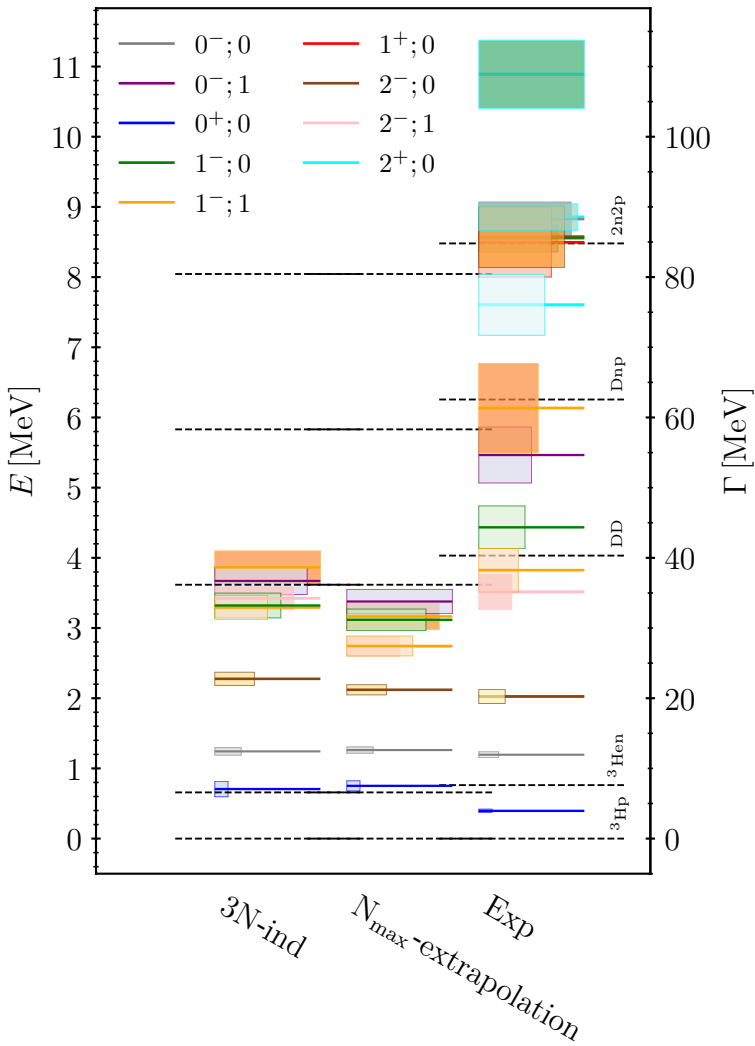 0⁻; 0
1⁺; 0
0⁻; 1
2⁻; 0
0⁺; 0
2⁻; 1
1⁻; 0
2⁺; 0
1⁻; 1
E [MeV]
11
10
9
8
7
6
5
4
3
2
1
0
2n2p
Dnp
DD
³Hen
³Hp
100
80
60
40
20
0
Γ [MeV]
3N-ind
Nₘₐₓ-extrapolation
Exp